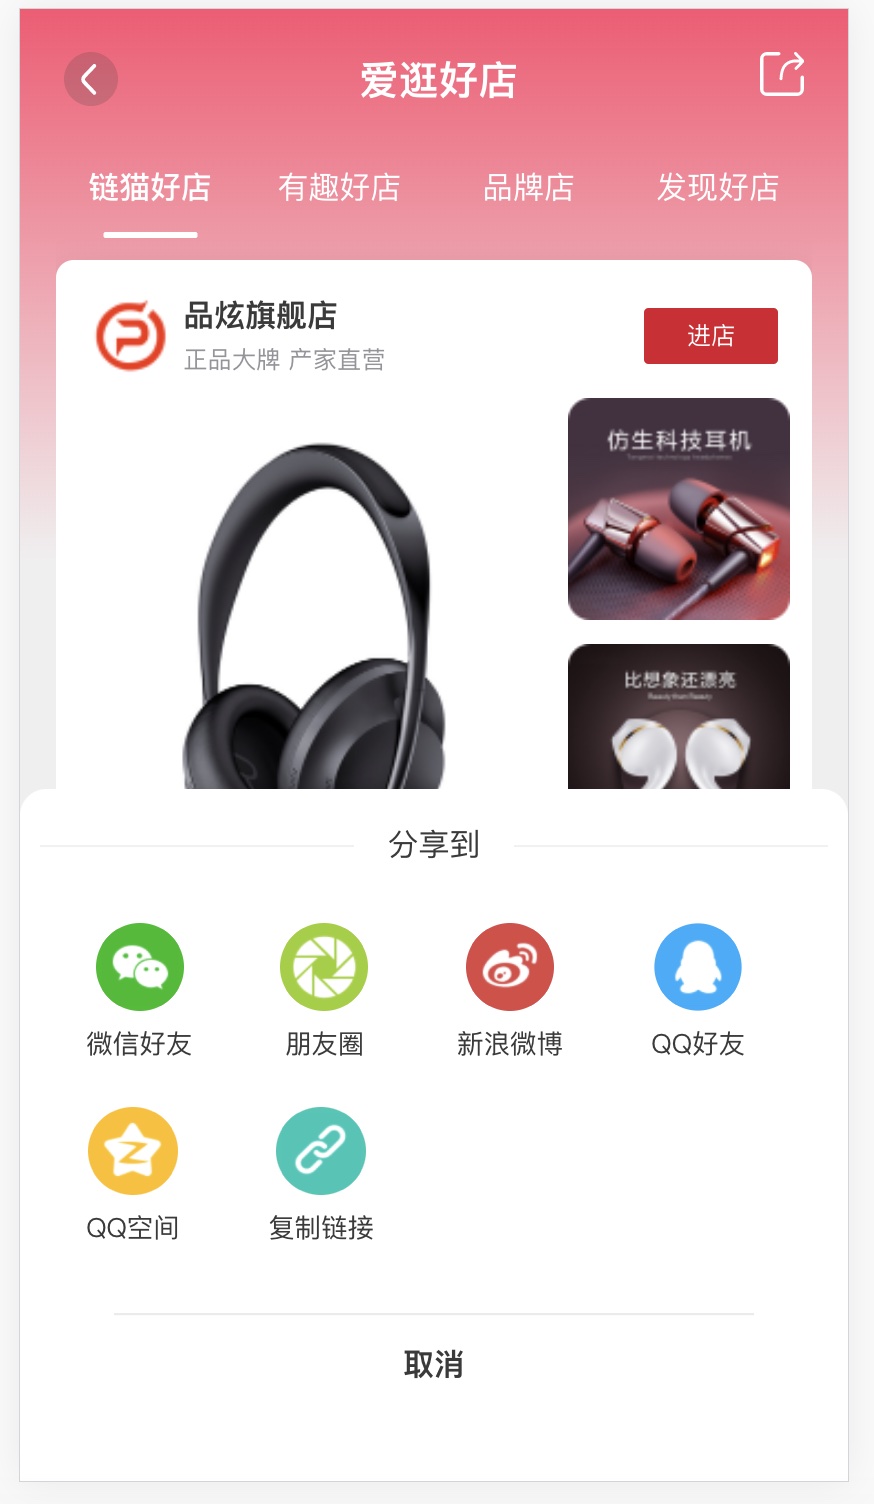 爱逛好店
链猫好店 有趣好店 品牌店 发现好店
品炫旗舰店
正品大牌 产家直营
进店
仿生科技耳机
比想象还漂亮
Beauty than Beauty
分享到
微信好友 朋友圈 新浪微博 QQ好友
QQ空间 复制链接
取消